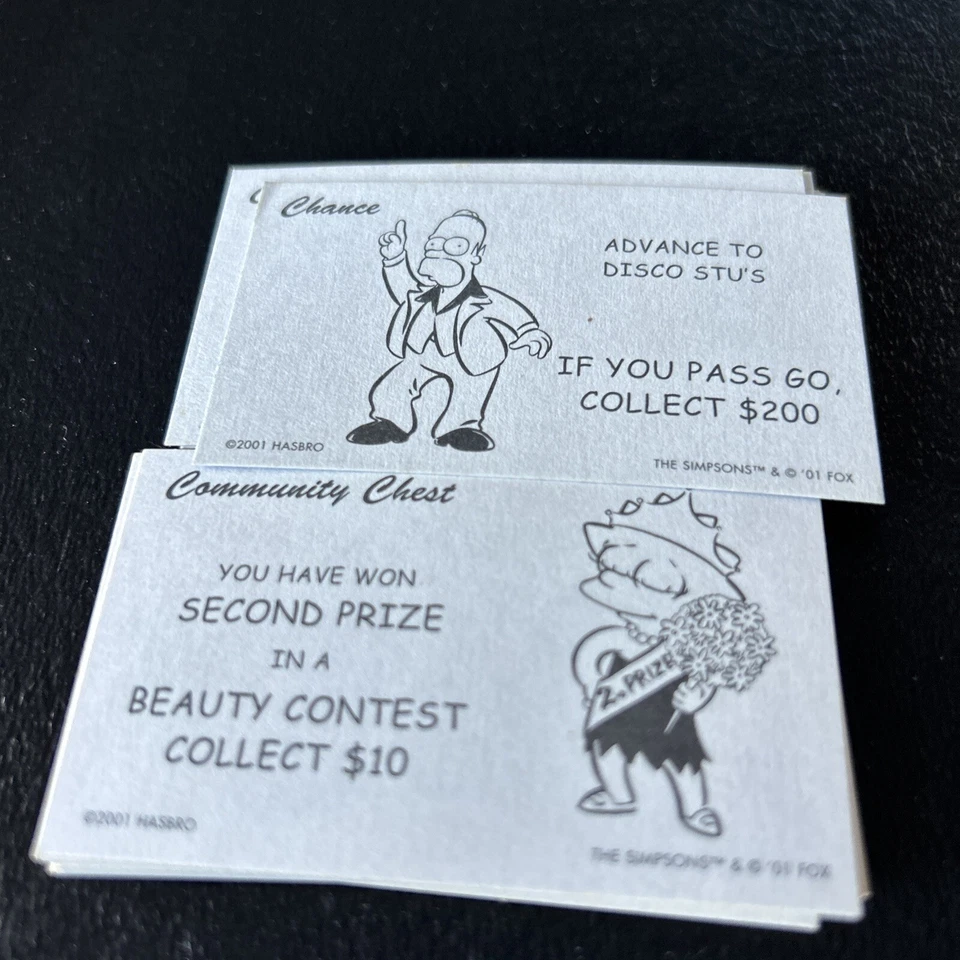 Chance
ADVANCE TO
DISCO STU'S
IF YOU PASS GO,
COLLECT $200
©2001 HASBRO
THE SIMPSONS™ & © '01 FOX
Community Chest
YOU HAVE WON
SECOND PRIZE
IN A
BEAUTY CONTEST
COLLECT $10
2. PRIZE
©2001 HASBRO
THE SIMPSONS™ & © '01 FOX